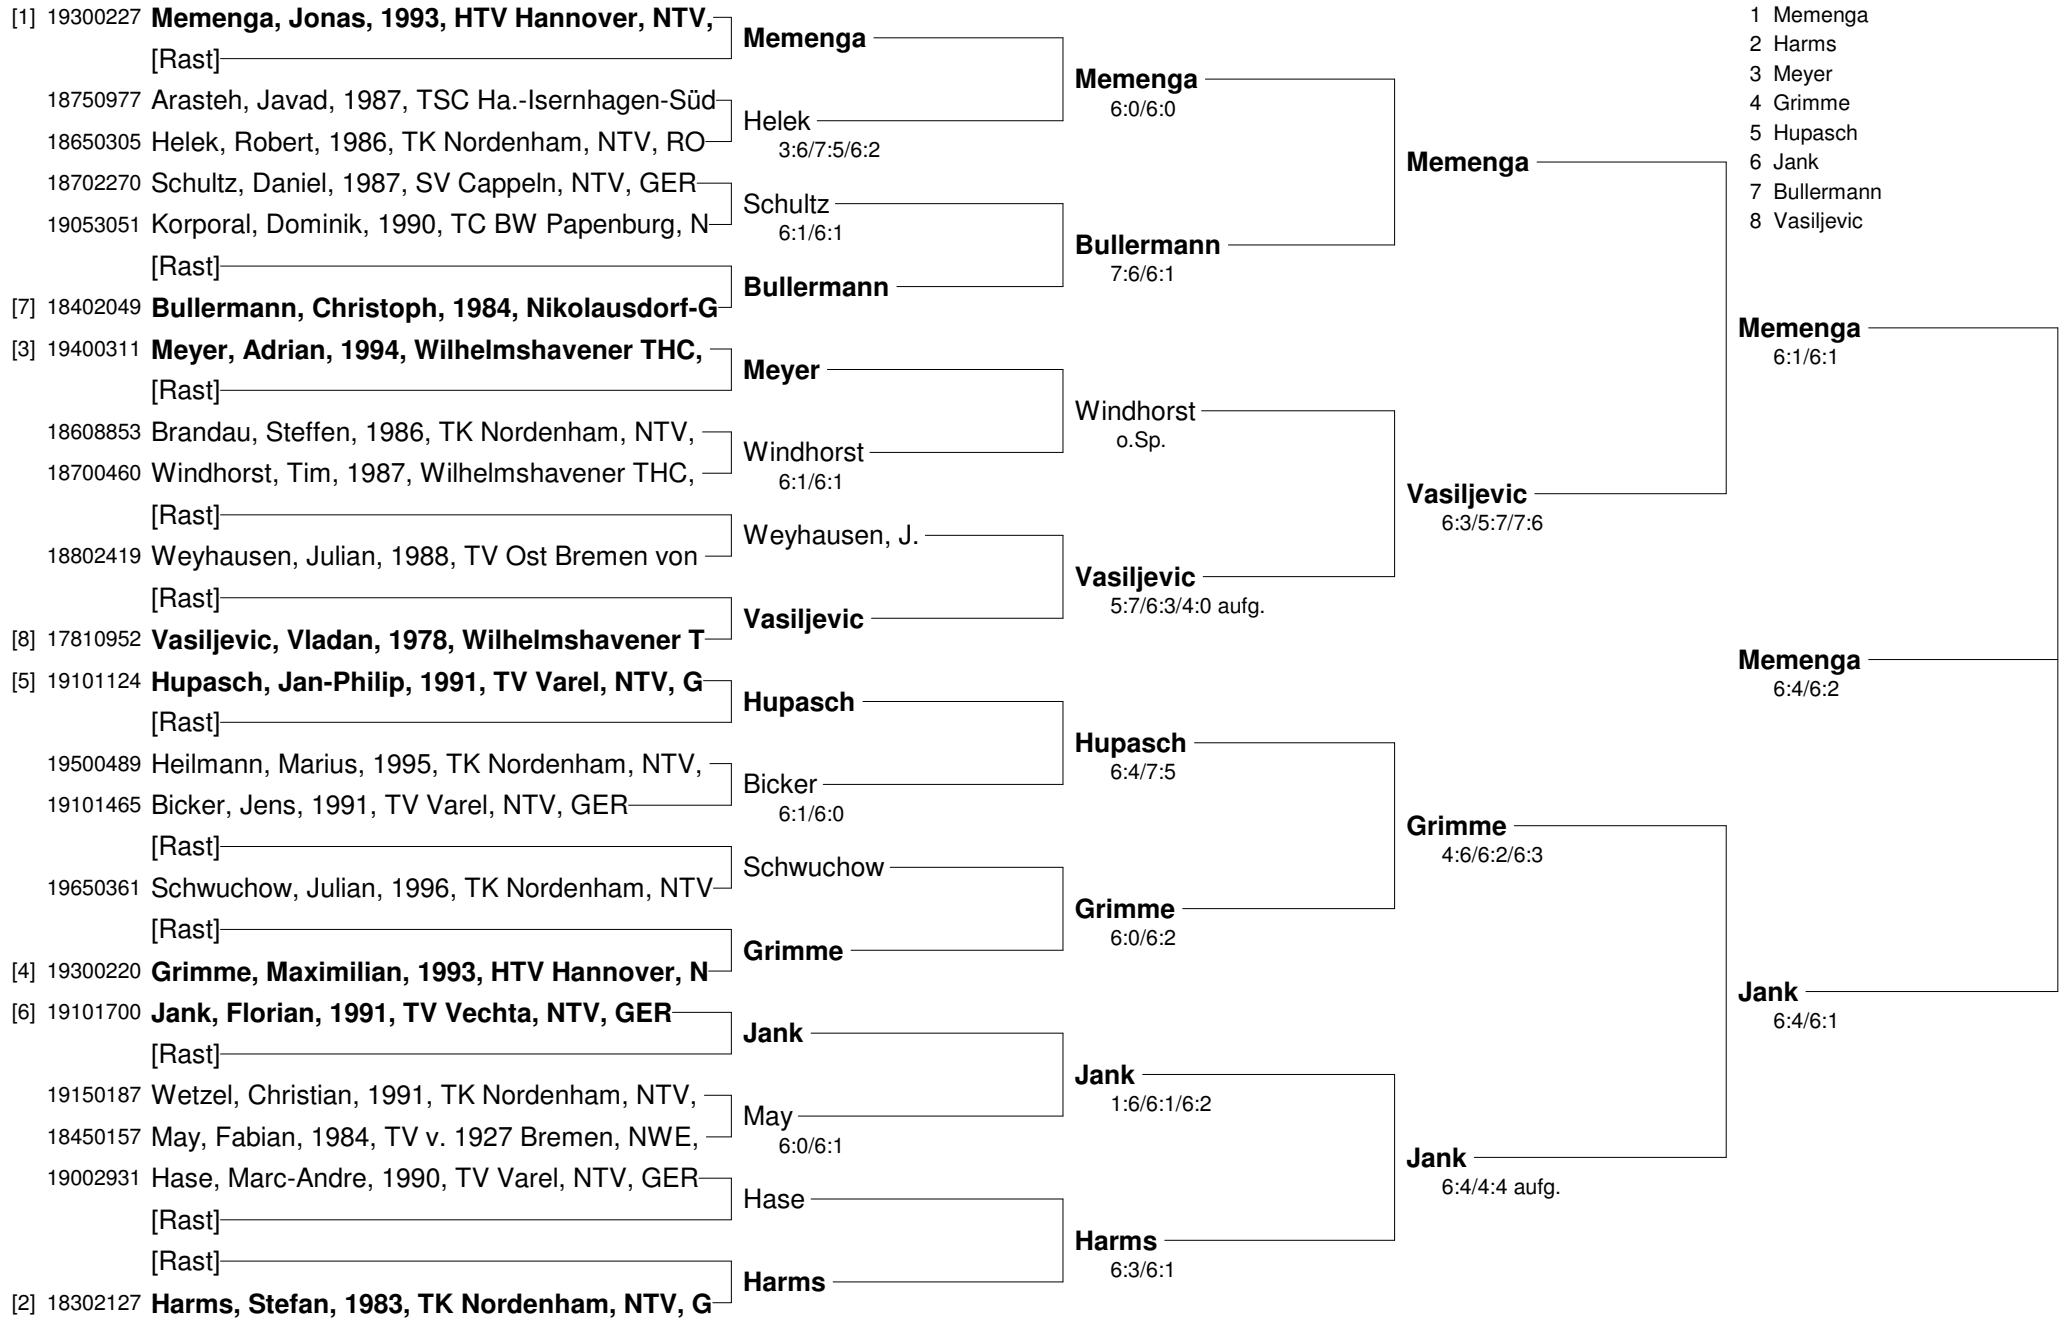 [1] 19300227 Memenga, Jonas, 1993, HTV Hannover, NTV,
[Rast]
18750977 Arasteh, Javad, 1987, TSC Ha.-Isernhagen-Süd
18650305 Helek, Robert, 1986, TK Nordenham, NTV, RO
18702270 Schultz, Daniel, 1987, SV Cappeln, NTV, GER
19053051 Korporal, Dominik, 1990, TC BW Papenburg, N
[Rast]
[7] 18402049 Bullermann, Christoph, 1984, Nikolausdorf-G
[3] 19400311 Meyer, Adrian, 1994, Wilhelmshavener THC,
[Rast]
18608853 Brandau, Steffen, 1986, TK Nordenham, NTV,
18700460 Windhorst, Tim, 1987, Wilhelmshavener THC,
[Rast]
18802419 Weyhausen, Julian, 1988, TV Ost Bremen von
[Rast]
[8] 17810952 Vasiljevic, Vladan, 1978, Wilhelmshavener T
[5] 19101124 Hupasch, Jan-Philip, 1991, TV Varel, NTV, G
[Rast]
19500489 Heilmann, Marius, 1995, TK Nordenham, NTV,
19101465 Bicker, Jens, 1991, TV Varel, NTV, GER
[Rast]
19650361 Schwuchow, Julian, 1996, TK Nordenham, NTV
[Rast]
[4] 19300220 Grimme, Maximilian, 1993, HTV Hannover, N
[6] 19101700 Jank, Florian, 1991, TV Vechta, NTV, GER
[Rast]
19150187 Wetzel, Christian, 1991, TK Nordenham, NTV,
18450157 May, Fabian, 1984, TV v. 1927 Bremen, NWE,
19002931 Hase, Marc-Andre, 1990, TV Varel, NTV, GER
[Rast]
[Rast]
[2] 18302127 Harms, Stefan, 1983, TK Nordenham, NTV, G
Memenga
Helek
3:6/7:5/6:2
Schultz
6:1/6:1
Bullermann
Meyer
Windhorst
6:1/6:1
Weyhausen, J.
Vasiljevic
Hupasch
Bicker
6:1/6:0
Schwuchow
Grimme
Jank
May
6:0/6:1
Hase
Harms
Memenga
6:0/6:0
Bullermann
7:6/6:1
Windhorst
o.Sp.
Vasiljevic
5:7/6:3/4:0 aufg.
Hupasch
6:4/7:5
Grimme
6:0/6:2
Jank
1:6/6:1/6:2
Harms
6:3/6:1
Memenga
Vasiljevic
6:3/5:7/7:6
Grimme
4:6/6:2/6:3
Jank
6:4/4:4 aufg.
Memenga
6:1/6:1
Memenga
6:4/6:2
Jank
6:4/6:1
1 Memenga
2 Harms
3 Meyer
4 Grimme
5 Hupasch
6 Jank
7 Bullermann
8 Vasiljevic